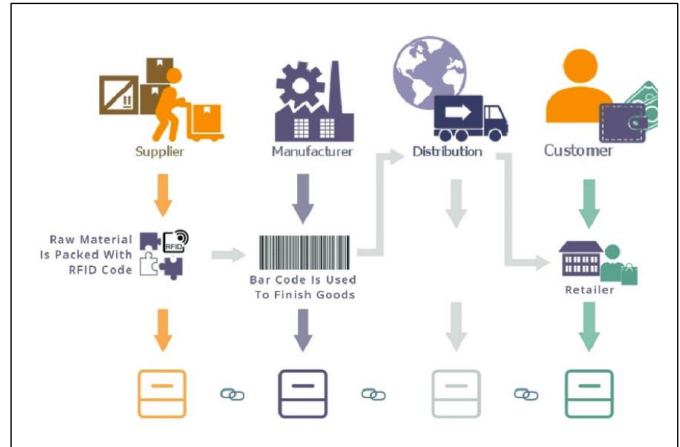 Supplier
Manufacturer
Distribution
Customer
Raw Material
Is Packed With
RFID Code
RFID
Bar Code Is Used
To Finish Goods
Retailer